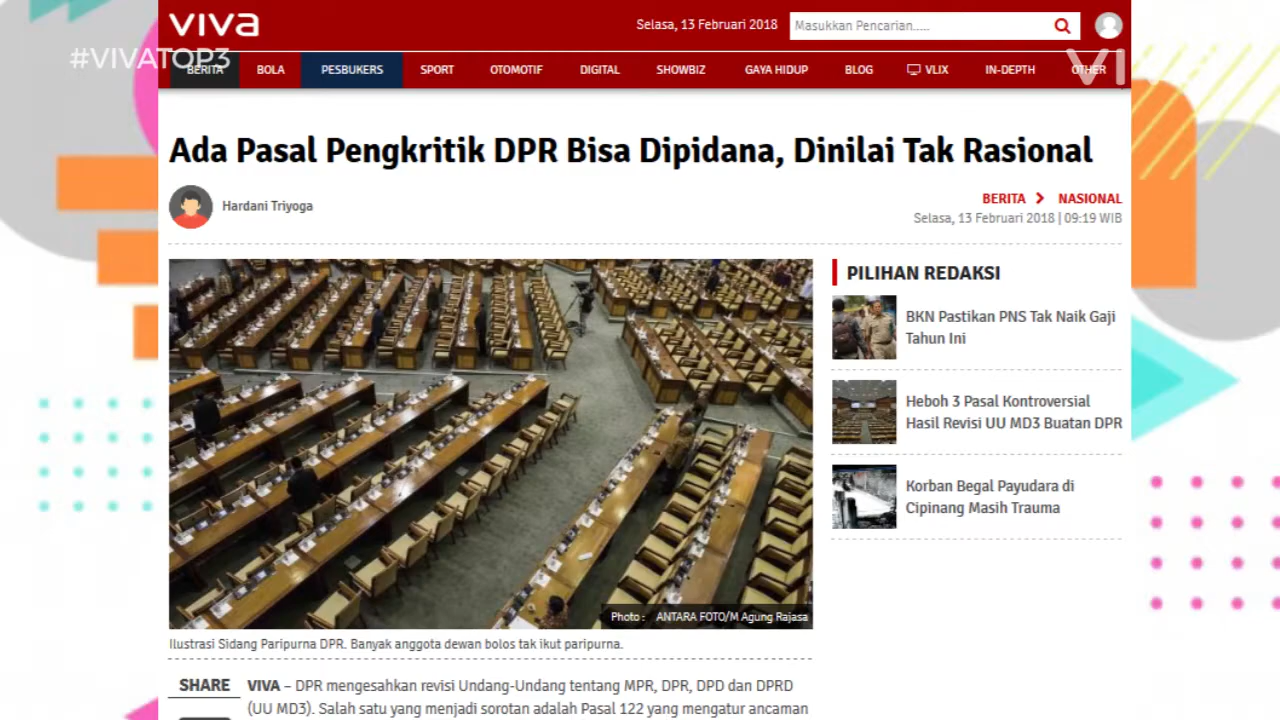 VIVA
Selasa, 13 Februari 2018
Masukkan Pencarian.....
#VIVATOP3
VI
BERITA BOLA PESBUKERS SPORT OTOMOTIF DIGITAL SHOWBIZ GAYA HIDUP BLOG VLIX IN-DEPTH OTHER
Ada Pasal Pengkritik DPR Bisa Dipidana, Dinilai Tak Rasional
Hardani Triyoga
BERITA > NASIONAL
Selasa, 13 Februari 2018 | 09:19 WIB
Photo : ANTARA FOTO/M Agung Rajasa
Ilustrasi Sidang Paripurna DPR. Banyak anggota dewan bolos tak ikut paripurna.
SHARE
VIVA – DPR mengesahkan revisi Undang-Undang tentang MPR, DPR, DPD dan DPRD
(UU MD3). Salah satu yang menjadi sorotan adalah Pasal 122 yang mengatur ancaman
PILIHAN REDAKSI
BKN Pastikan PNS Tak Naik Gaji
Tahun Ini
Heboh 3 Pasal Kontroversial
Hasil Revisi UU MD3 Buatan DPR
Korban Begal Payudara di
Cipinang Masih Trauma